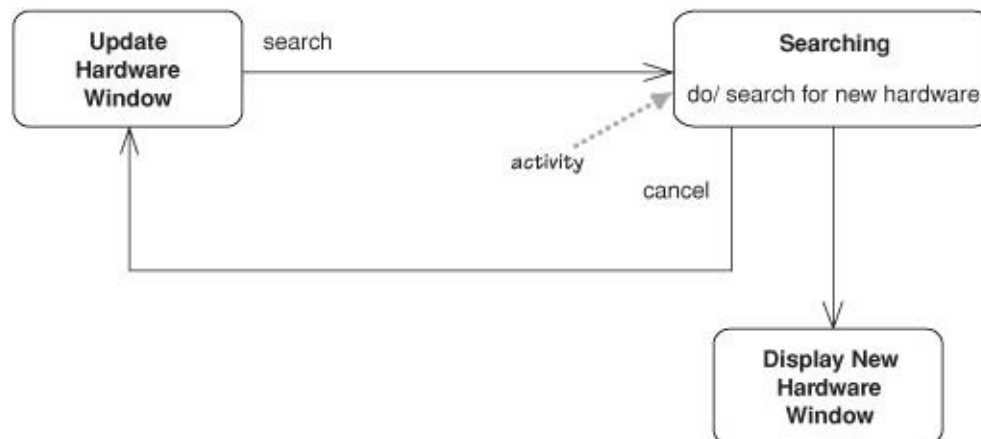 Update
Hardware
Window
search
Searching
do/ search for new hardware
activity
cancel
Display New
Hardware
Window